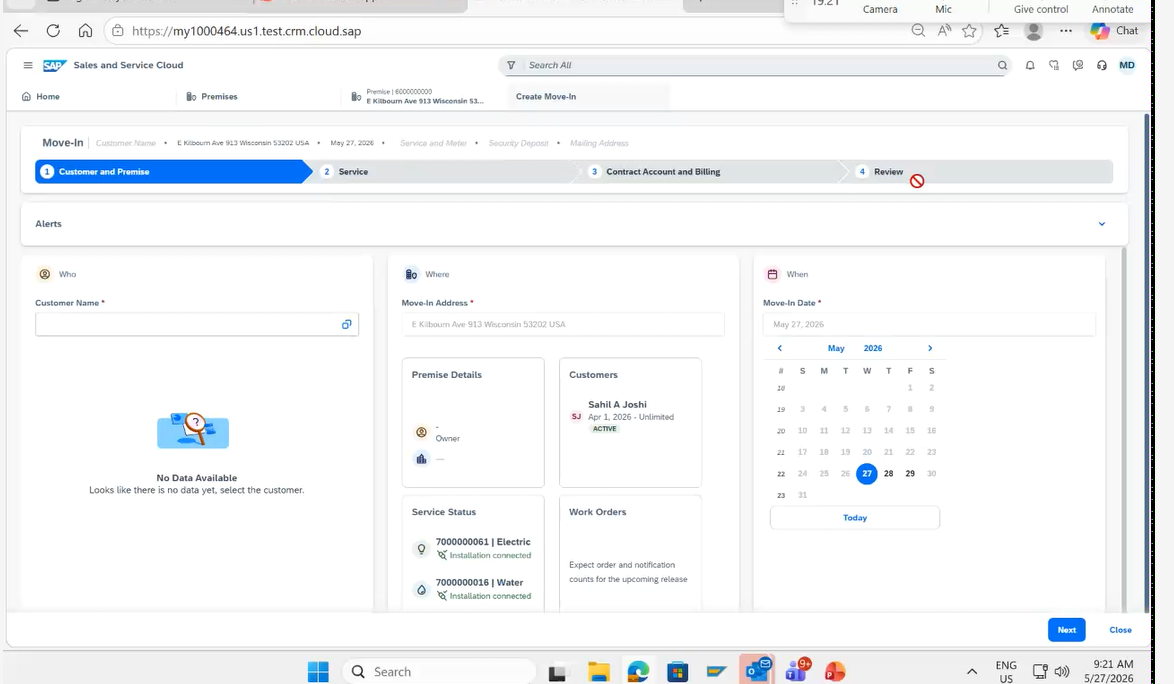 19:21
Camera Mic Give control Annotate
https://my1000464.us1.test.crm.cloud.sap
Chat
SAP Sales and Service Cloud
Search All
MD
Home
Premises
Premise | 6000000000
E Kilbourn Ave 913 Wisconsin 53...
Create Move-In
Move-In | Customer Name • E Kilbourn Ave 913 Wisconsin 53202 USA • May 27, 2026 • Service and Meter • Security Deposit • Mailing Address
1 Customer and Premise
2 Service
3 Contract Account and Billing
4 Review
Alerts
Who
Customer Name *
No Data Available
Looks like there is no data yet, select the customer.
Where
Move-In Address *
E Kilbourn Ave 913 Wisconsin 53202 USA
Premise Details
-
Owner
—
Customers
SJ
Sahil A Joshi
Apr 1, 2026 - Unlimited
ACTIVE
Service Status
7000000061 | Electric
Installation connected
7000000016 | Water
Installation connected
Work Orders
Expect order and notification
counts for the upcoming release
When
Move-In Date *
May 27, 2026
May 2026
# S M T W T F S
18 1 2
19 3 4 5 6 7 8 9
20 10 11 12 13 14 15 16
21 17 18 19 20 21 22 23
22 24 25 26 27 28 29 30
23 31
Today
Next
Close
Search
9+
ENG
US
9:21 AM
5/27/2026